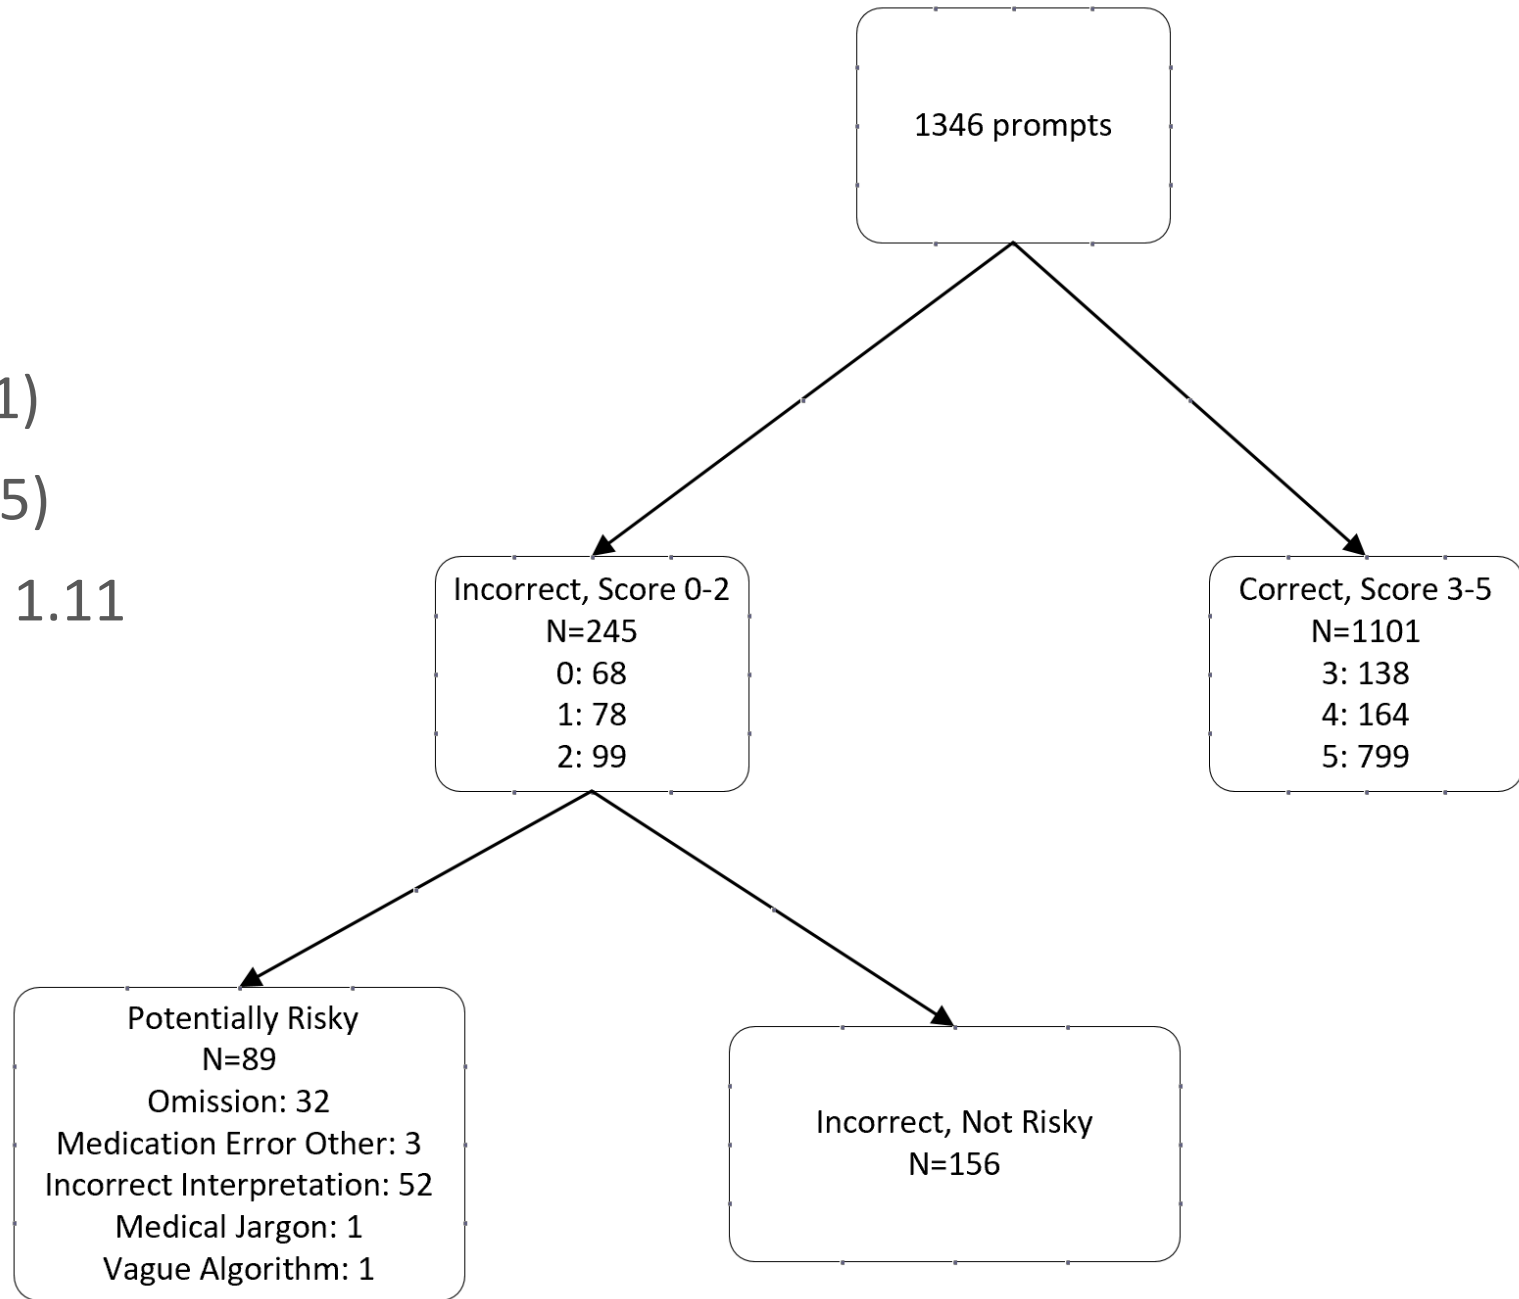 1346 prompts
1)
5)
1.11
Incorrect, Score 0-2
N=245
0: 68
1: 78
2: 99
Correct, Score 3-5
N=1101
3: 138
4: 164
5: 799
Potentially Risky
N=89
Omission: 32
Medication Error Other: 3
Incorrect Interpretation: 52
Medical Jargon: 1
Vague Algorithm: 1
Incorrect, Not Risky
N=156